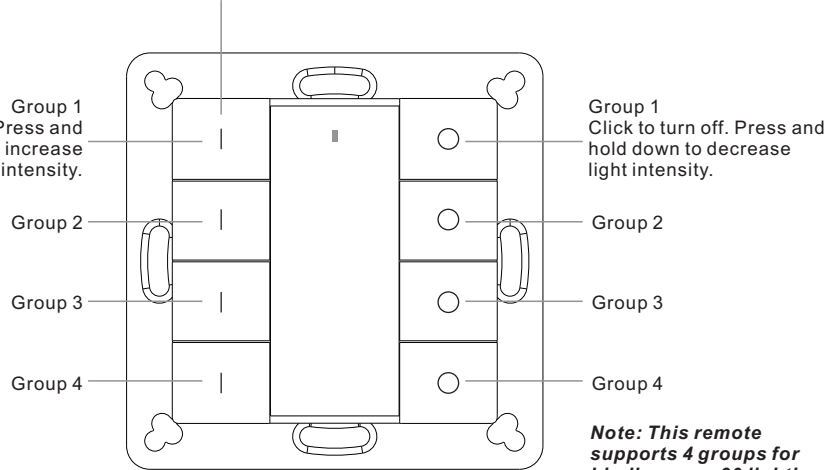 Group 1
Press and
increase
intensity.
Group 2
Group 3
Group 4
Group 1
Click to turn off. Press and
hold down to decrease
light intensity.
Group 2
Group 3
Group 4
Note: This remote
supports 4 groups for